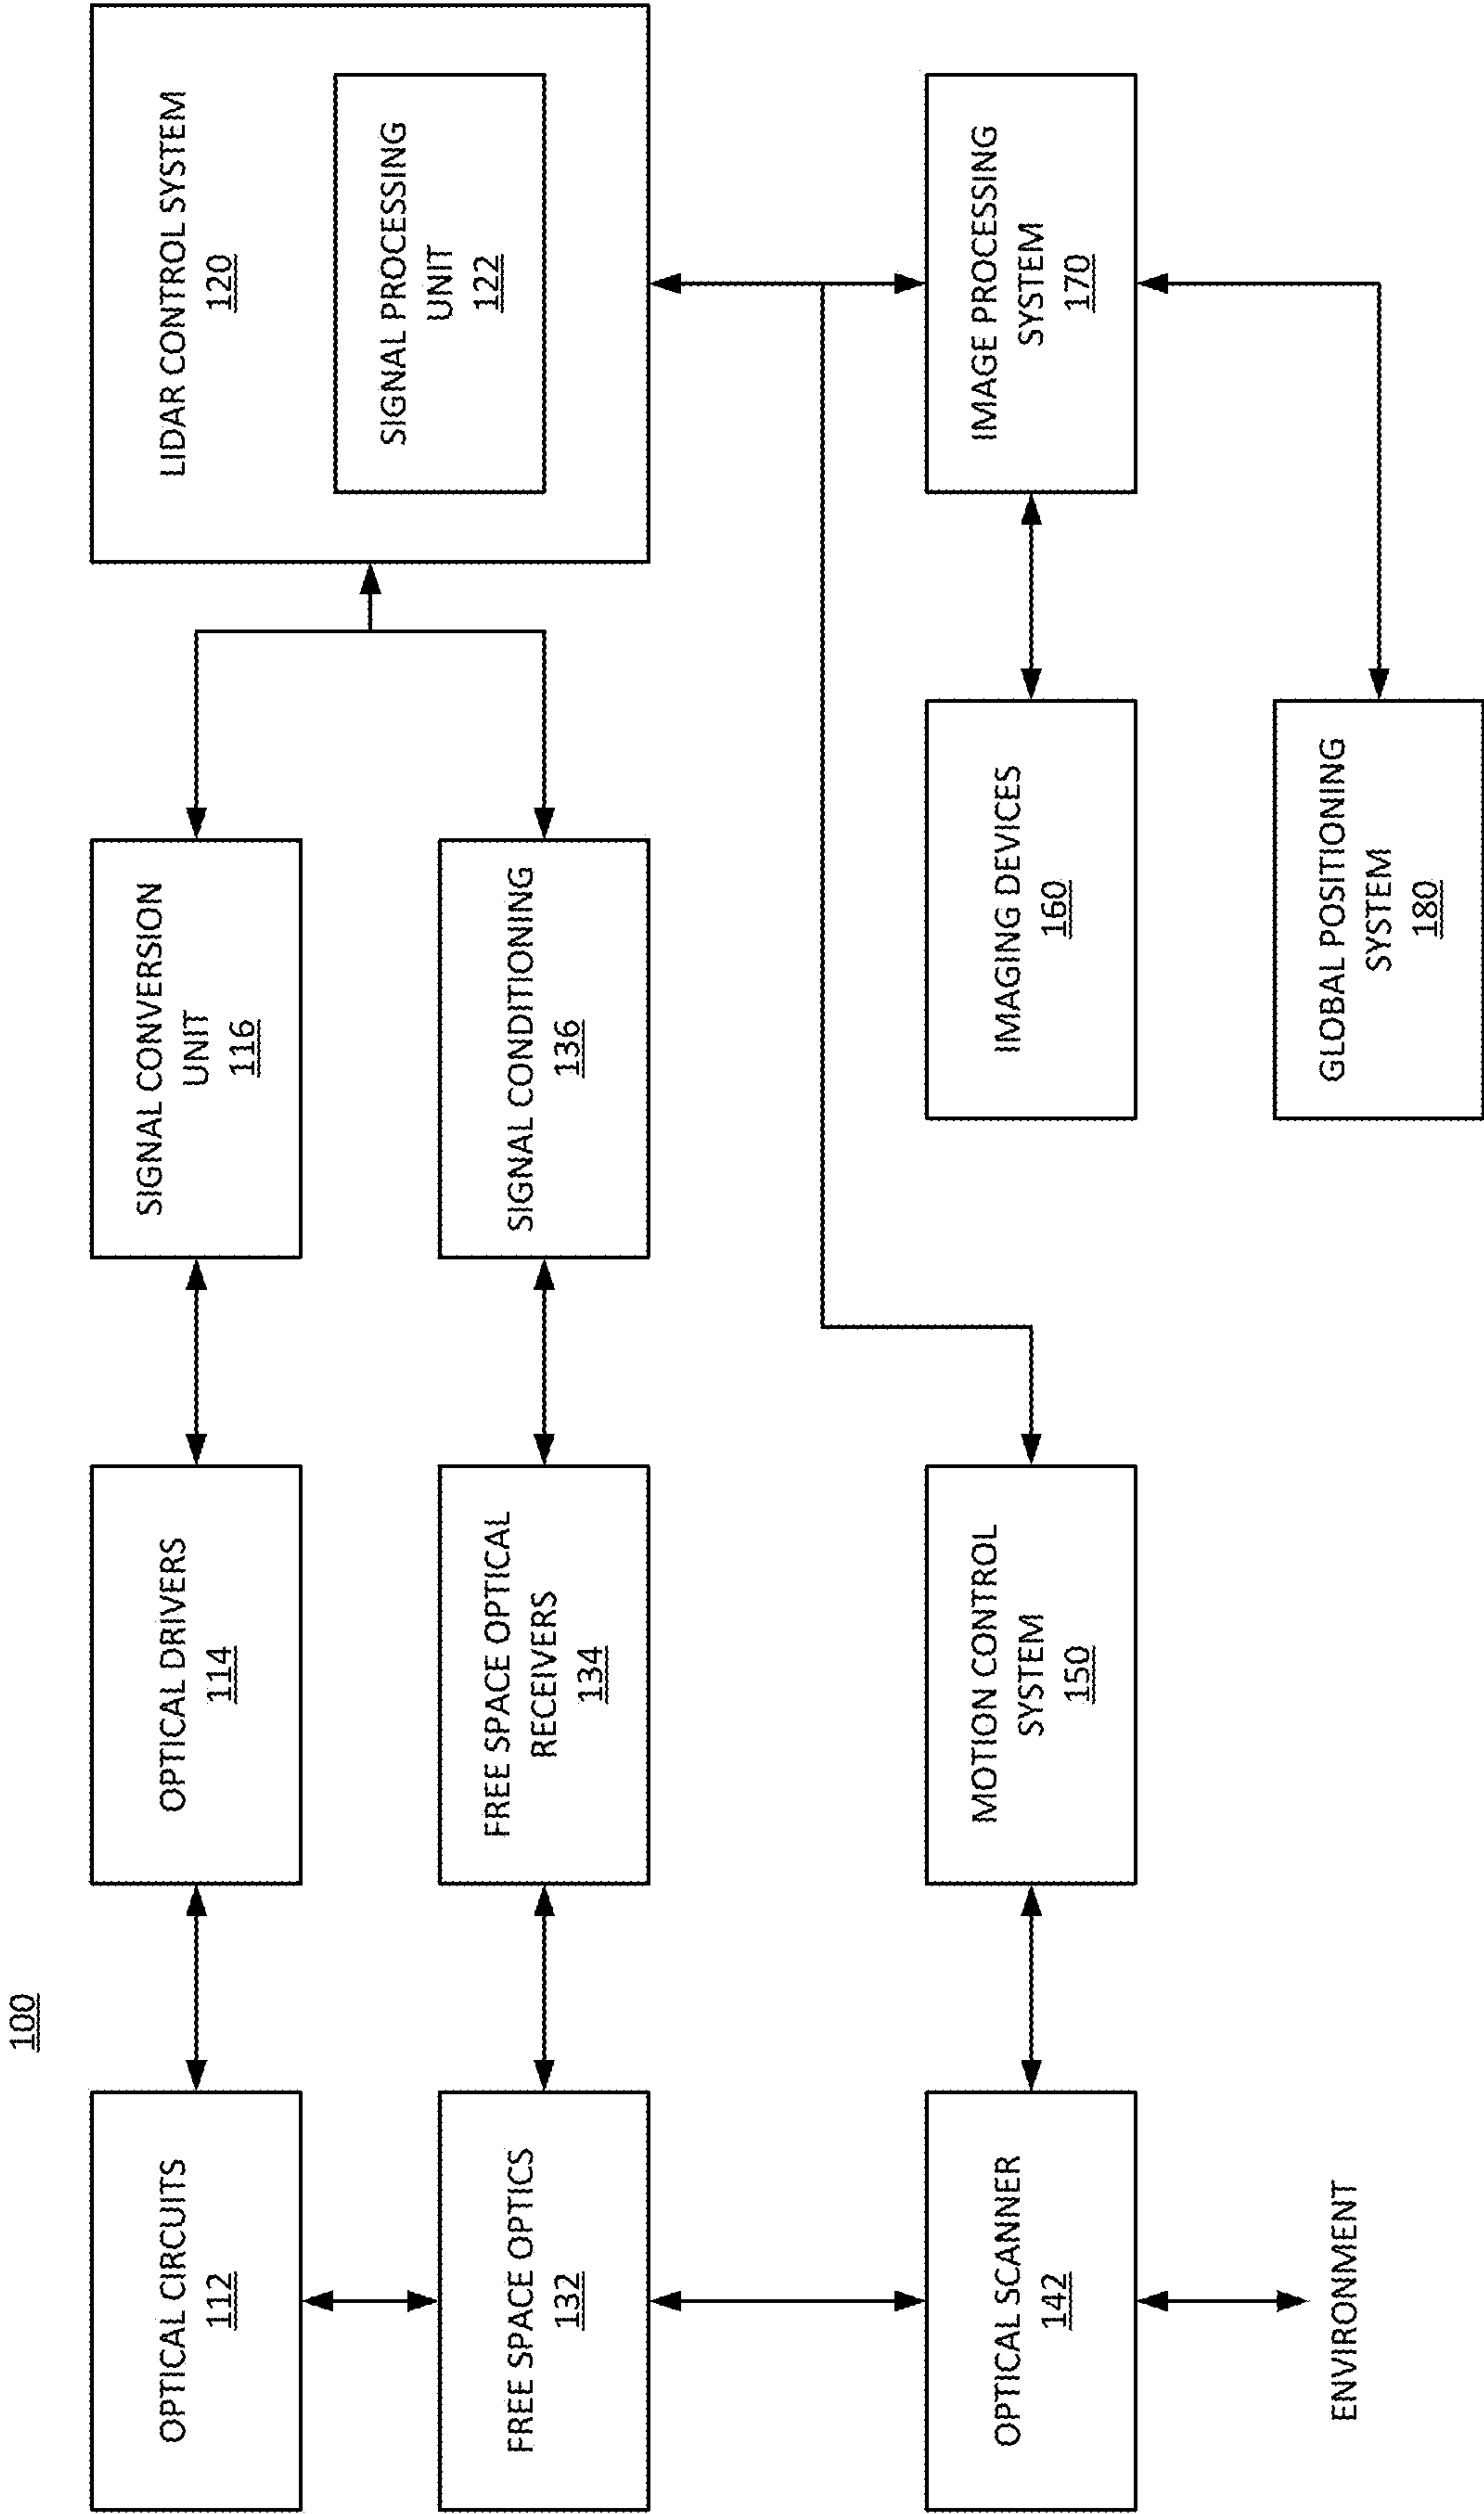 100
OPTICAL CIRCUITS
112
OPTICAL DRIVERS
114
SIGNAL CONVERSION
UNIT
116
LIDAR CONTROL SYSTEM
120
SIGNAL PROCESSING
UNIT
122
FREE SPACE OPTICS
132
FREE SPACE OPTICAL
RECEIVERS
134
SIGNAL CONDITIONING
136
OPTICAL SCANNER
142
MOTION CONTROL
SYSTEM
150
IMAGING DEVICES
160
IMAGE PROCESSING
SYSTEM
170
GLOBAL POSITIONING
SYSTEM
180
ENVIRONMENT